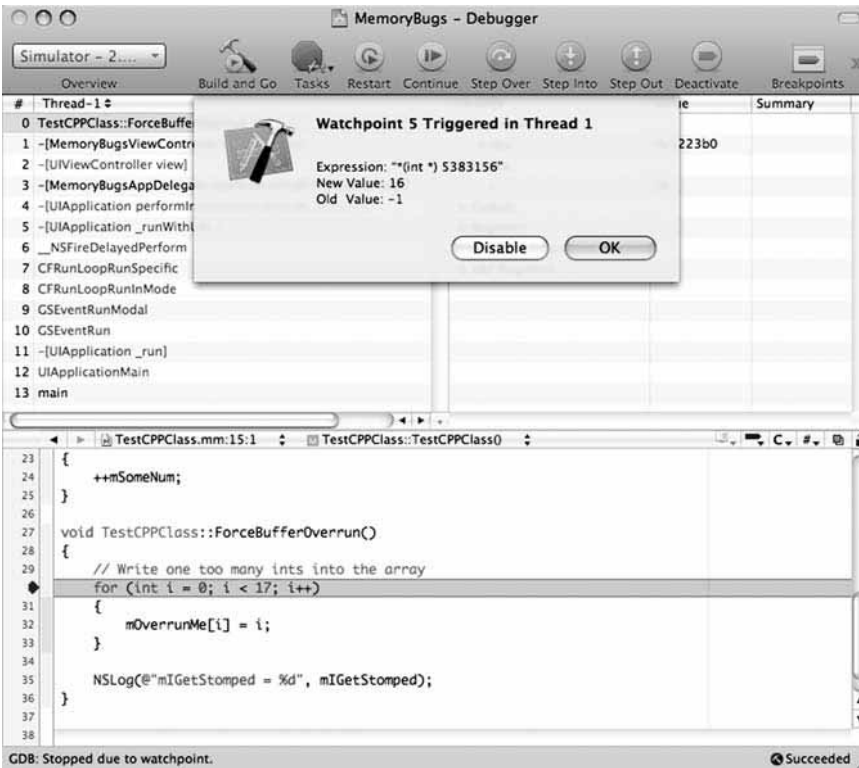 MemoryBugs – Debugger
Simulator – 2....
Overview
Build and Go
Tasks
Restart
Continue
Step Over
Step Into
Step Out
Deactivate
Breakpoints
# Thread-1
Summary
0 TestCPPClass::ForceBuffe
1 -[MemoryBugsViewContr
223b0
2 -[UIViewController view]
3 -[MemoryBugsAppDelega
4 -[UIApplication performIn
5 -[UIApplication _runWithU
6 __NSFireDelayedPerform
7 CFRunLoopRunSpecific
8 CFRunLoopRunInMode
9 GSEventRunModal
10 GSEventRun
11 -[UIApplication _run]
12 UIApplicationMain
13 main
Watchpoint 5 Triggered in Thread 1
Expression: "*(int *) 5383156"
New Value: 16
Old Value: -1
Disable
OK
TestCPPClass.mm:15:1
TestCPPClass::TestCPPClass()
C, #,
23 {
24 ++mSomeNum;
25 }
26
27 void TestCPPClass::ForceBufferOverrun()
28 {
29 // Write one too many ints into the array
for (int i = 0; i < 17; i++)
31 {
32 mOverrunMe[i] = i;
33 }
34
35 NSLog(@"mIGetStomped = %d", mIGetStomped);
36 }
37
38
GDB: Stopped due to watchpoint.
Succeeded